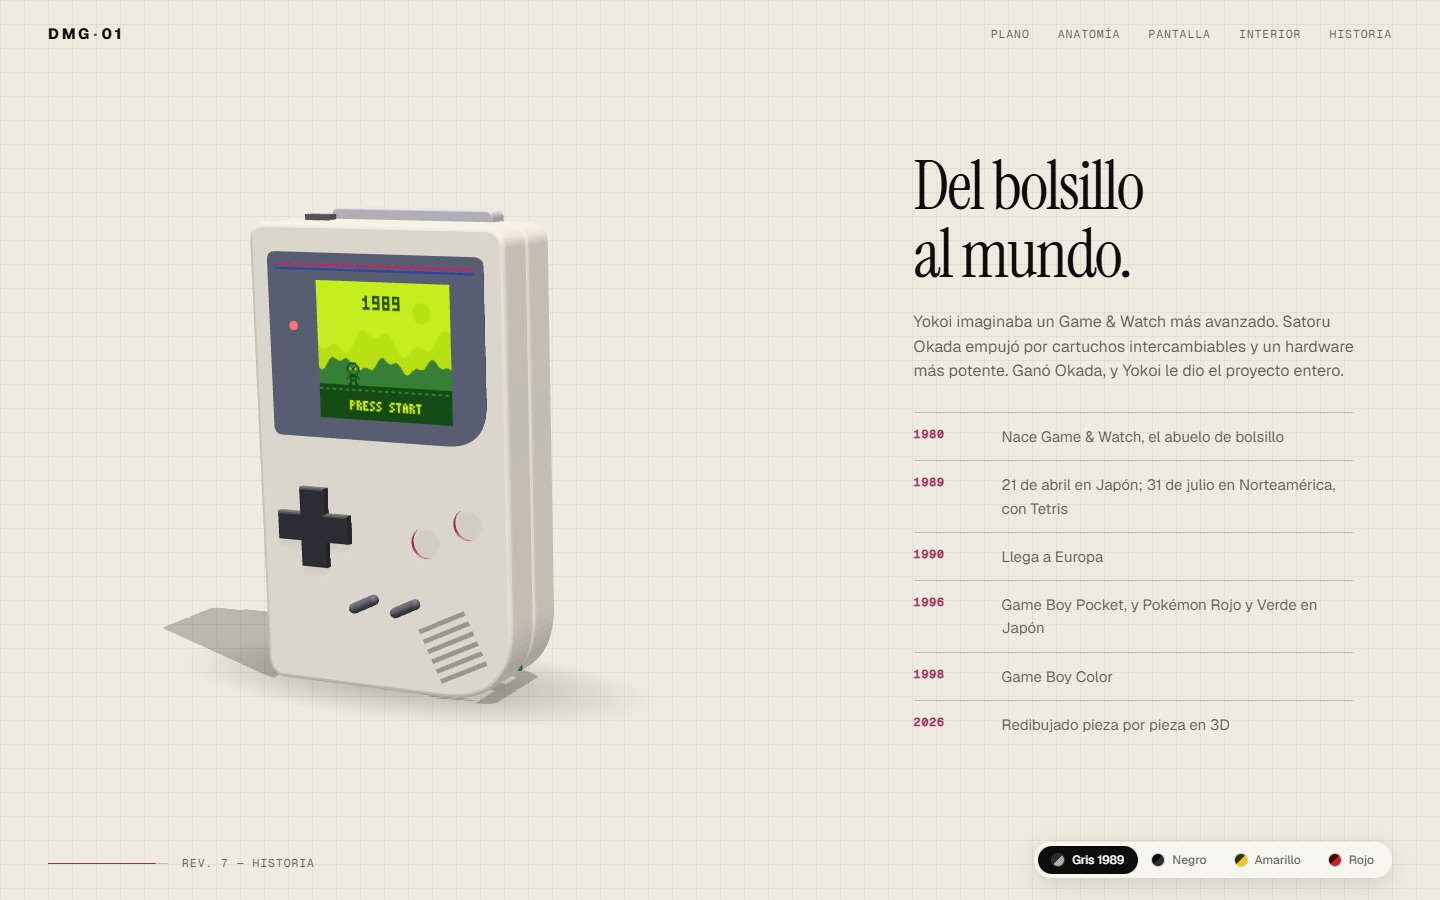 DMG·01
PLANO
ANATOMÍA
PANTALLA
INTERIOR
HISTORIA
1989
PRESS START
Del bolsillo
al mundo.
Yokoi imaginaba un Game & Watch más avanzado. Satoru
Okada empujó por cartuchos intercambiables y un hardware
más potente. Ganó Okada, y Yokoi le dio el proyecto entero.
1980 Nace Game & Watch, el abuelo de bolsillo
1989 21 de abril en Japón; 31 de julio en Norteamérica,
con Tetris
1990 Llega a Europa
1996 Game Boy Pocket, y Pokémon Rojo y Verde en
Japón
1998 Game Boy Color
2026 Redibujado pieza por pieza en 3D
REV. 7 — HISTORIA
Gris 1989
Negro
Amarillo
Rojo